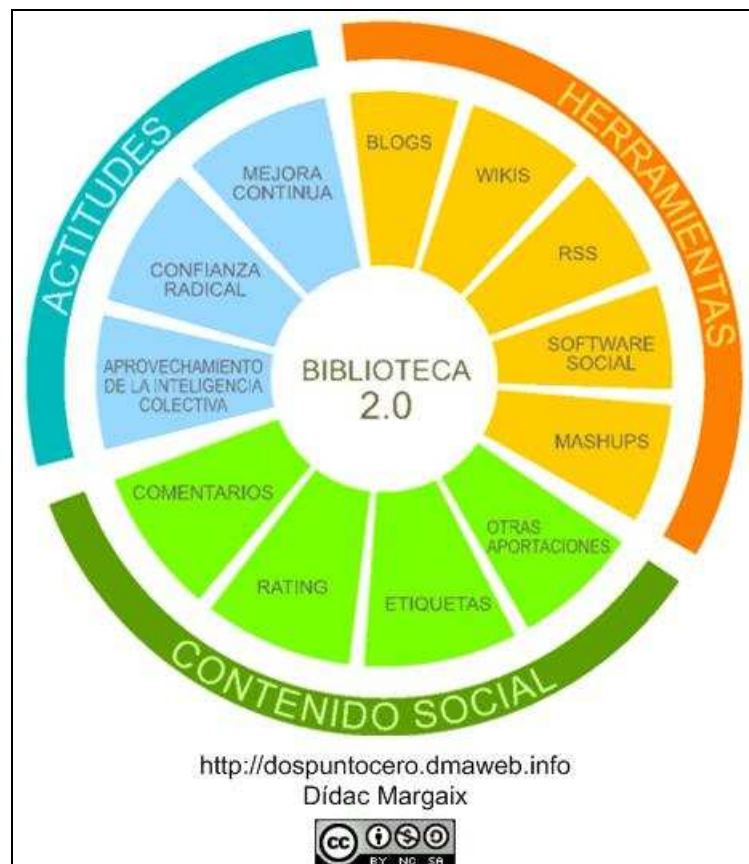 ACTITUDES
MEJORA
CONTINUA
CONFIANZA
RADICAL
APROVECHAMIENTO
DE LA INTELIGENCIA
COLECTIVA
HERRAMIENTAS
BLOGS
WIKIS
RSS
SOFTWARE
SOCIAL
MASHUPS
BIBLIOTECA
2.0
CONTENIDO SOCIAL
COMENTARIOS
RATING
ETIQUETAS
OTRAS
APORTACIONES
http://dospuntocero.dmaweb.info
Dídac Margaix
cc
BY NC SA